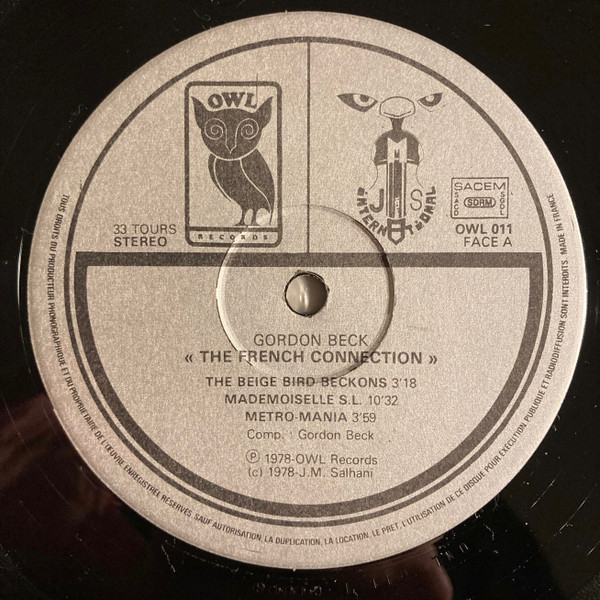 OWL
RECORDS
JMS
INTERNATIONAL
SACEM
SACD SDRM SGDL
33 TOURS
STEREO
OWL 011
FACE A
GORDON BECK
« THE FRENCH CONNECTION »
THE BEIGE BIRD BECKONS 3'18
MADEMOISELLE S.L. 10'32
METRO-MANIA 3'59
Comp. : Gordon Beck
℗ 1978-OWL Records
(c) 1978-J.M. Salhani
TOUS DROITS DU PRODUCTEUR PHONOGRAPHIQUE ET DU PROPRIETAIRE DE L'ŒUVRE ENREGISTREE RESERVES. SAUF AUTORISATION, LA DUPLICATION, LA LOCATION, LE PRET, L'UTILISATION DE CE DISQUE POUR EXECUTION PUBLIQUE ET RADIODIFFUSION SONT INTERDITS. MADE IN FRANCE